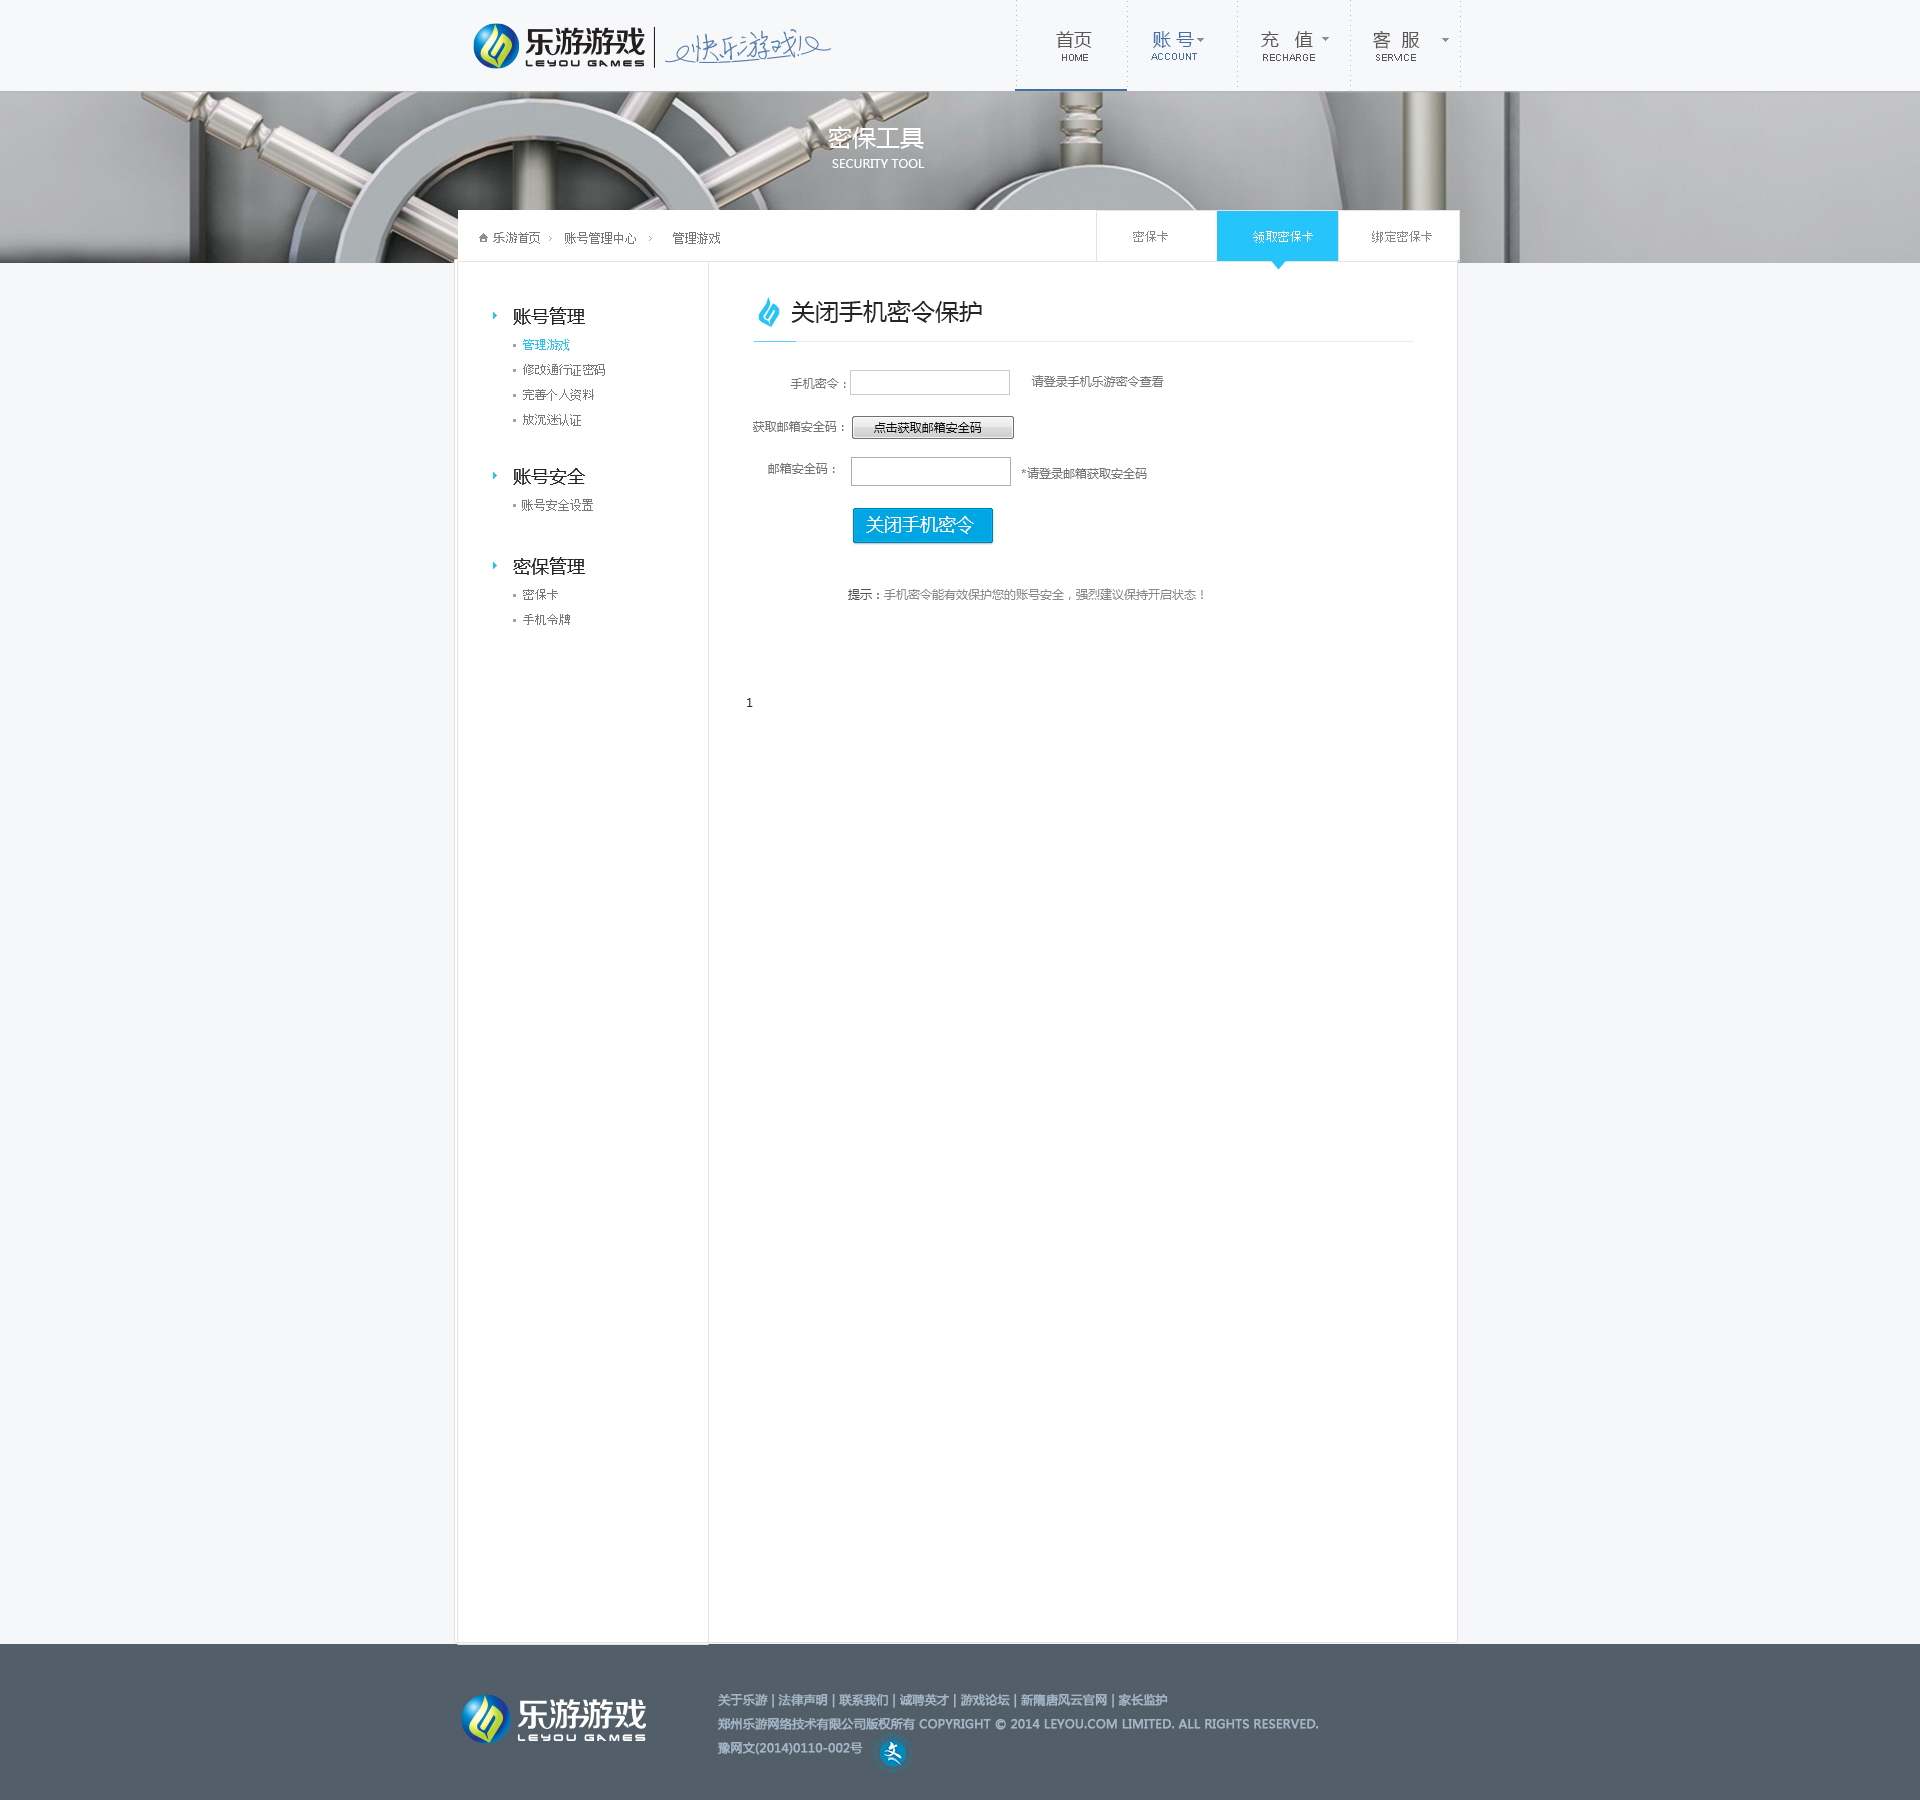 乐游游戏
LEYOU GAMES
快乐游戏!
首页
HOME
账 号
ACCOUNT
充 值
RECHARGE
客 服
SERVICE
密保工具
SECURITY TOOL
乐游首页 > 账号管理中心 > 管理游戏
密保卡
领取密保卡
绑定密保卡
账号管理
管理游戏
修改通行证密码
完善个人资料
放沉迷认证
账号安全
账号安全设置
密保管理
密保卡
手机令牌
关闭手机密令保护
手机密令：
请登录手机乐游密令查看
获取邮箱安全码：
点击获取邮箱安全码
邮箱安全码：
*请登录邮箱获取安全码
关闭手机密令
提示：手机密令能有效保护您的账号安全，强烈建议保持开启状态！
1
乐游游戏
LEYOU GAMES
关于乐游 | 法律声明 | 联系我们 | 诚聘英才 | 游戏论坛 | 新隋唐风云官网 | 家长监护
郑州乐游网络技术有限公司版权所有 COPYRIGHT © 2014 LEYOU.COM LIMITED. ALL RIGHTS RESERVED.
豫网文(2014)0110-002号